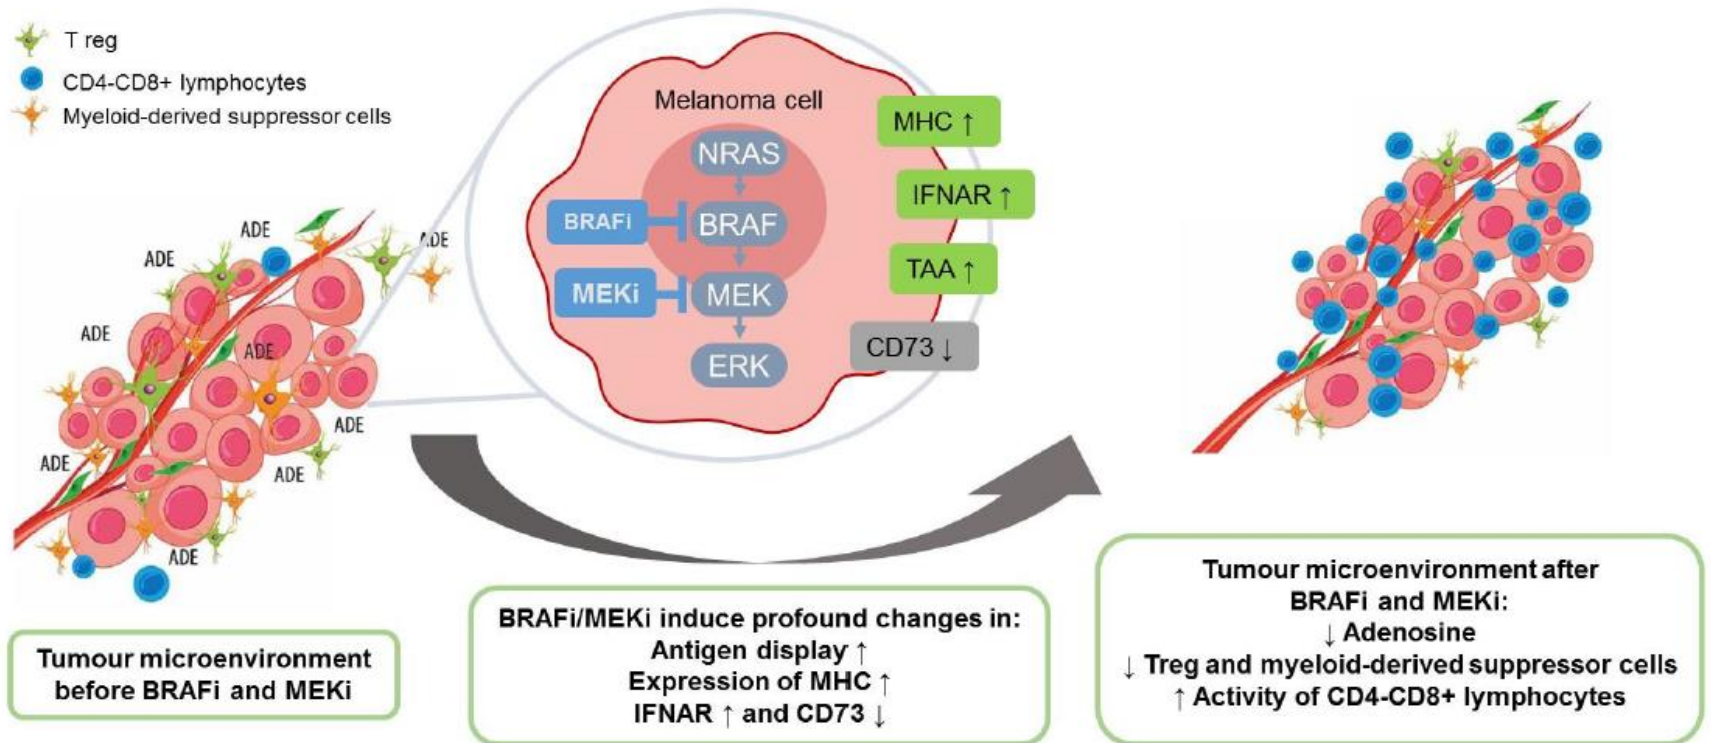 T reg
CD4-CD8+ lymphocytes
Myeloid-derived suppressor cells
ADE
ADE
ADE
ADE
ADE
ADE
ADE
ADE
ADE
Melanoma cell
NRAS
BRAFi
BRAF
MEKi
MEK
ERK
MHC ↑
IFNAR ↑
TAA ↑
CD73 ↓
Tumour microenvironment
before BRAFi and MEKi
BRAFi/MEKi induce profound changes in:
Antigen display ↑
Expression of MHC ↑
IFNAR ↑ and CD73 ↓
Tumour microenvironment after
BRAFi and MEKi:
↓ Adenosine
↓ Treg and myeloid-derived suppressor cells
↑ Activity of CD4-CD8+ lymphocytes